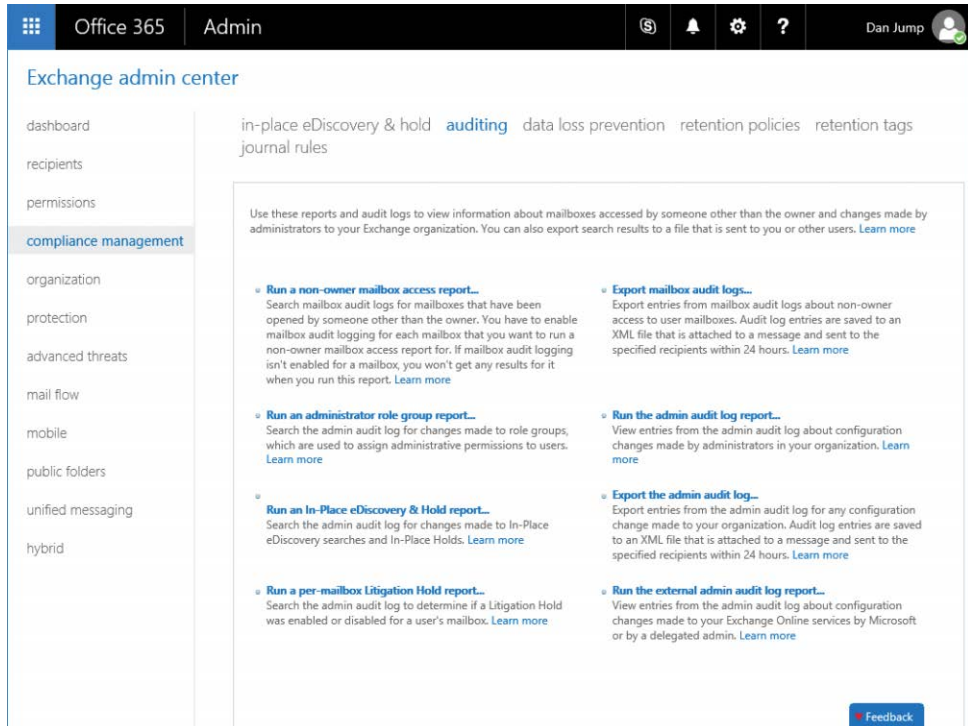 Office 365
Admin
S
?
Dan Jump
Exchange admin center
dashboard
recipients
permissions
compliance management
organization
protection
advanced threats
mail flow
mobile
public folders
unified messaging
hybrid
in-place eDiscovery & hold auditing data loss prevention retention policies retention tags
journal rules
Use these reports and audit logs to view information about mailboxes accessed by someone other than the owner and changes made by
administrators to your Exchange organization. You can also export search results to a file that is sent to you or other users. Learn more
Run a non-owner mailbox access report...
Search mailbox audit logs for mailboxes that have been
opened by someone other than the owner. You have to enable
mailbox audit logging for each mailbox that you want to run a
non-owner mailbox access report for. If mailbox audit logging
isn't enabled for a mailbox, you won't get any results for it
when you run this report. Learn more
Run an administrator role group report...
Search the admin audit log for changes made to role groups,
which are used to assign administrative permissions to users.
Learn more
Run an In-Place eDiscovery & Hold report...
Search the admin audit log for changes made to In-Place
eDiscovery searches and In-Place Holds. Learn more
Run a per-mailbox Litigation Hold report...
Search the admin audit log to determine if a Litigation Hold
was enabled or disabled for a user's mailbox. Learn more
Export mailbox audit logs...
Export entries from mailbox audit logs about non-owner
access to user mailboxes. Audit log entries are saved to an
XML file that is attached to a message and sent to the
specified recipients within 24 hours. Learn more
Run the admin audit log report...
View entries from the admin audit log about configuration
changes made by administrators in your organization. Learn
more
Export the admin audit log...
Export entries from the admin audit log for any configuration
change made to your organization. Audit log entries are saved
to an XML file that is attached to a message and sent to the
specified recipients within 24 hours. Learn more
Run the external admin audit log report...
View entries from the admin audit log about configuration
changes made to your Exchange Online services by Microsoft
or by a delegated admin. Learn more
Feedback